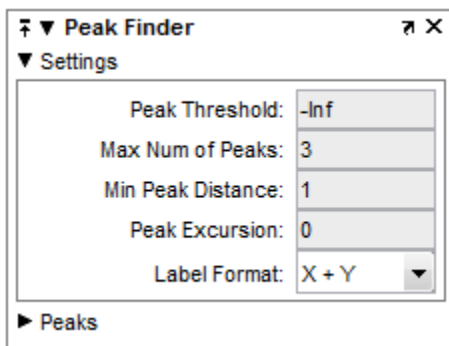 Peak Finder
Settings
Peak Threshold: -Inf
Max Num of Peaks: 3
Min Peak Distance: 1
Peak Excursion: 0
Label Format: X + Y
Peaks